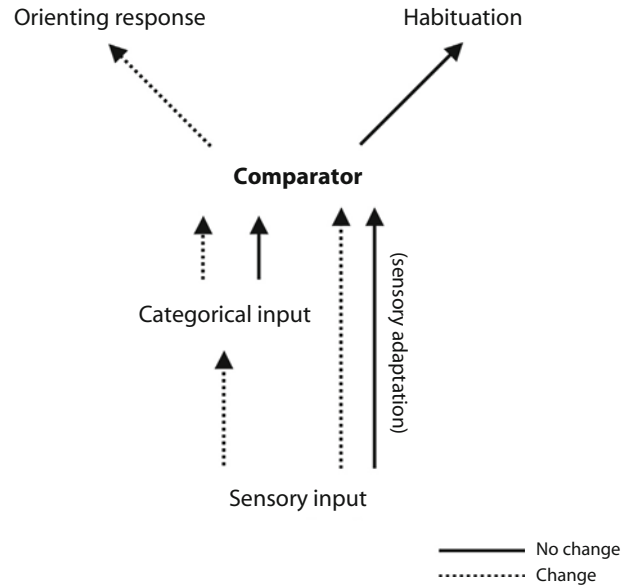 Orienting response
Habituation
Comparator
Categorical input
(sensory adaptation)
Sensory input
No change
Change